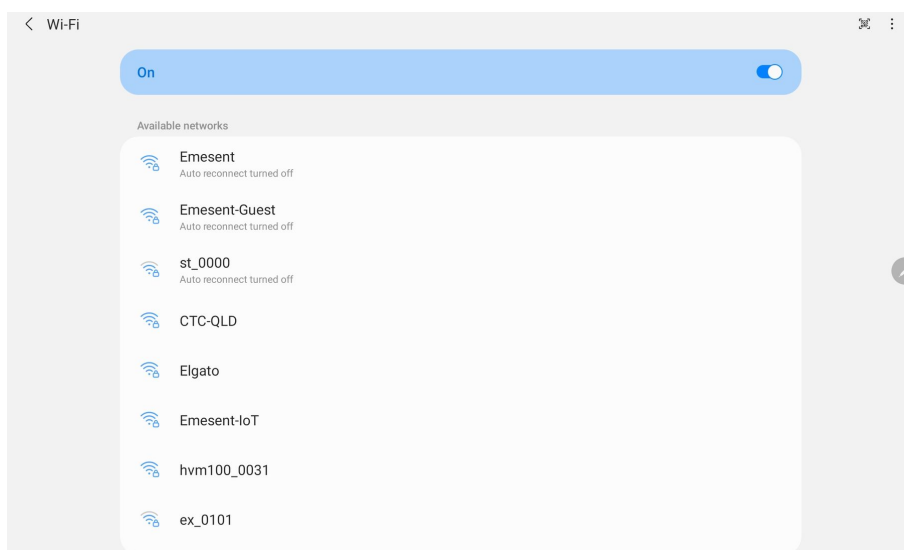 Wi-Fi
On
Available networks
Emesent
Auto reconnect turned off
Emesent-Guest
Auto reconnect turned off
st_0000
Auto reconnect turned off
CTC-QLD
Elgato
Emesent-IoT
hvm100_0031
ex_0101